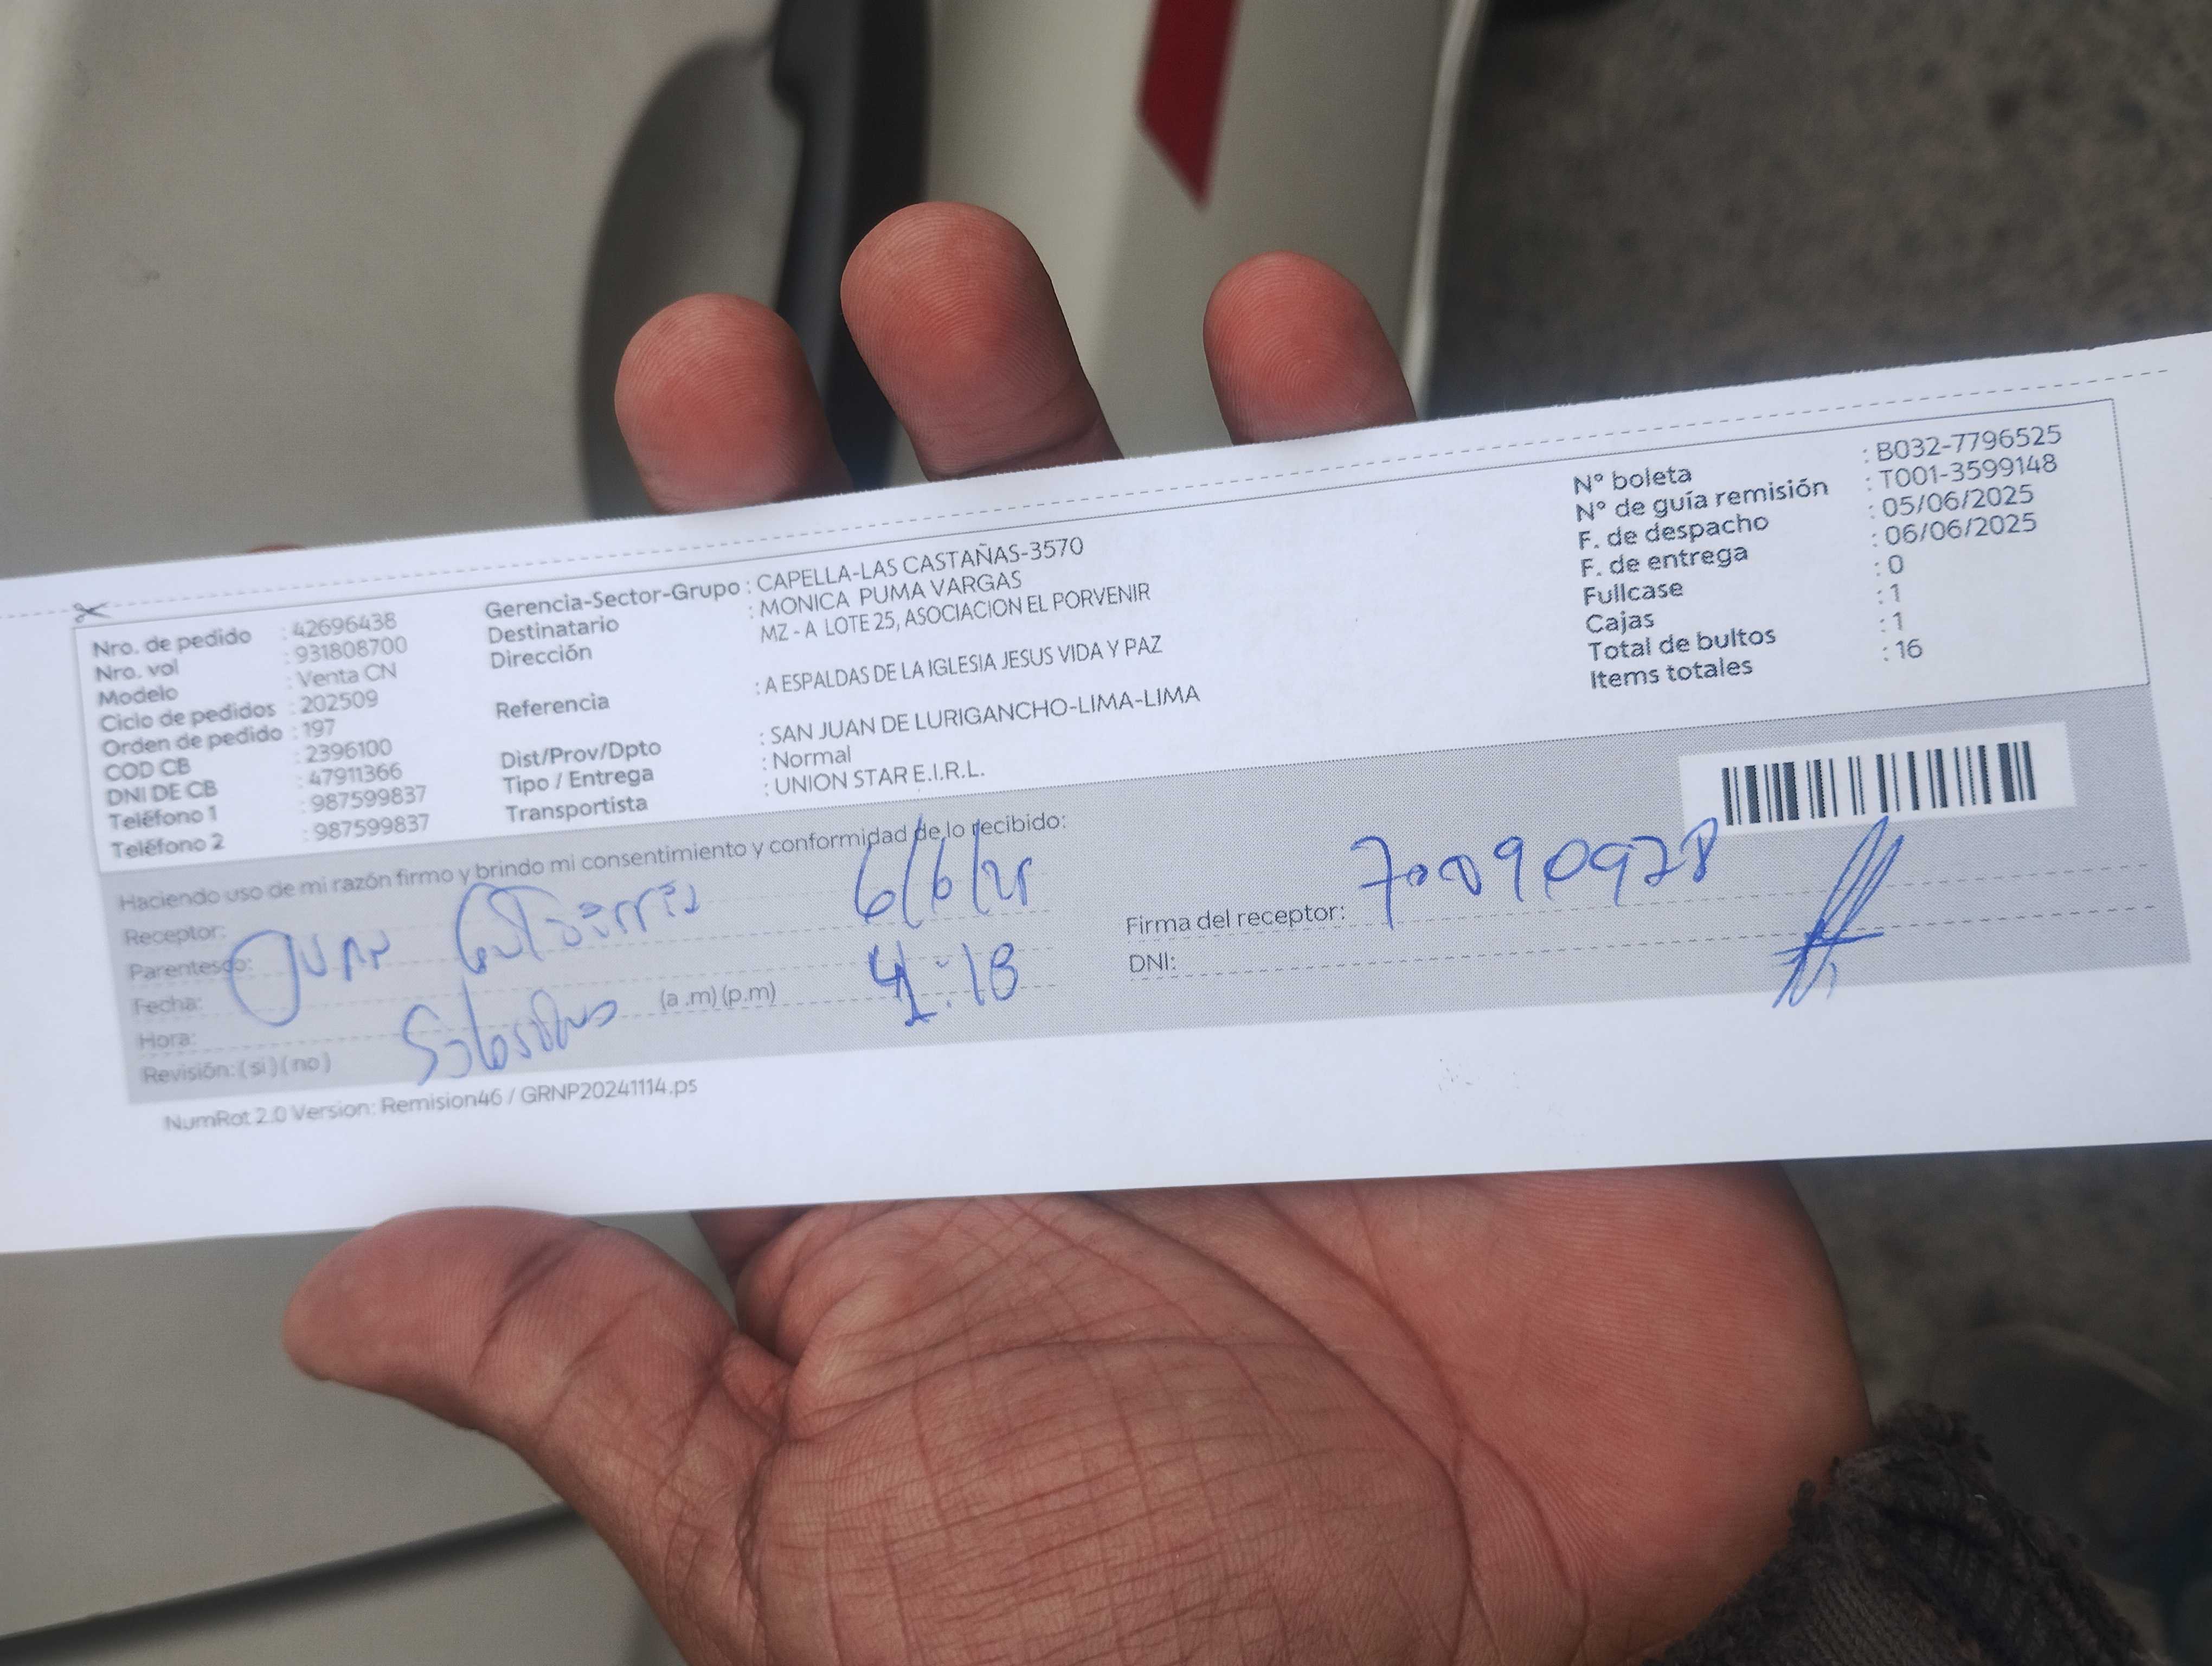 Nro. de pedido : 42696438
Nro. vol : 931808700
Modelo : Venta CN
Ciclo de pedidos : 202509
Orden de pedido : 197
COD CB : 2396100
DNI DE CB : 47911366
Teléfono 1 : 987599837
Teléfono 2 : 987599837
Gerencia-Sector-Grupo : CAPELLA-LAS CASTAÑAS-3570
Destinatario : MONICA PUMA VARGAS
Dirección MZ - A LOTE 25, ASOCIACION EL PORVENIR
Referencia : A ESPALDAS DE LA IGLESIA JESUS VIDA Y PAZ
Dist/Prov/Dpto : SAN JUAN DE LURIGANCHO-LIMA-LIMA
Tipo / Entrega : Normal
Transportista : UNION STAR E.I.R.L.
N° boleta : B032-7796525
N° de guía remisión : T001-3599148
F. de despacho : 05/06/2025
F. de entrega : 06/06/2025
Fullcase : 0
Cajas : 1
Total de bultos : 1
Items totales : 16
Haciendo uso de mi razón firmo y brindo mi consentimiento y conformidad de lo recibido:
Receptor:
Parentesco: JUAN
Fecha: 6/6/25
Hora: (a .m) (p.m) 4:18
Revisión: ( si ) ( no )
Firma del receptor: 70090978
DNI:
NumRot 2.0 Version: Remision46 / GRNP20241114.ps